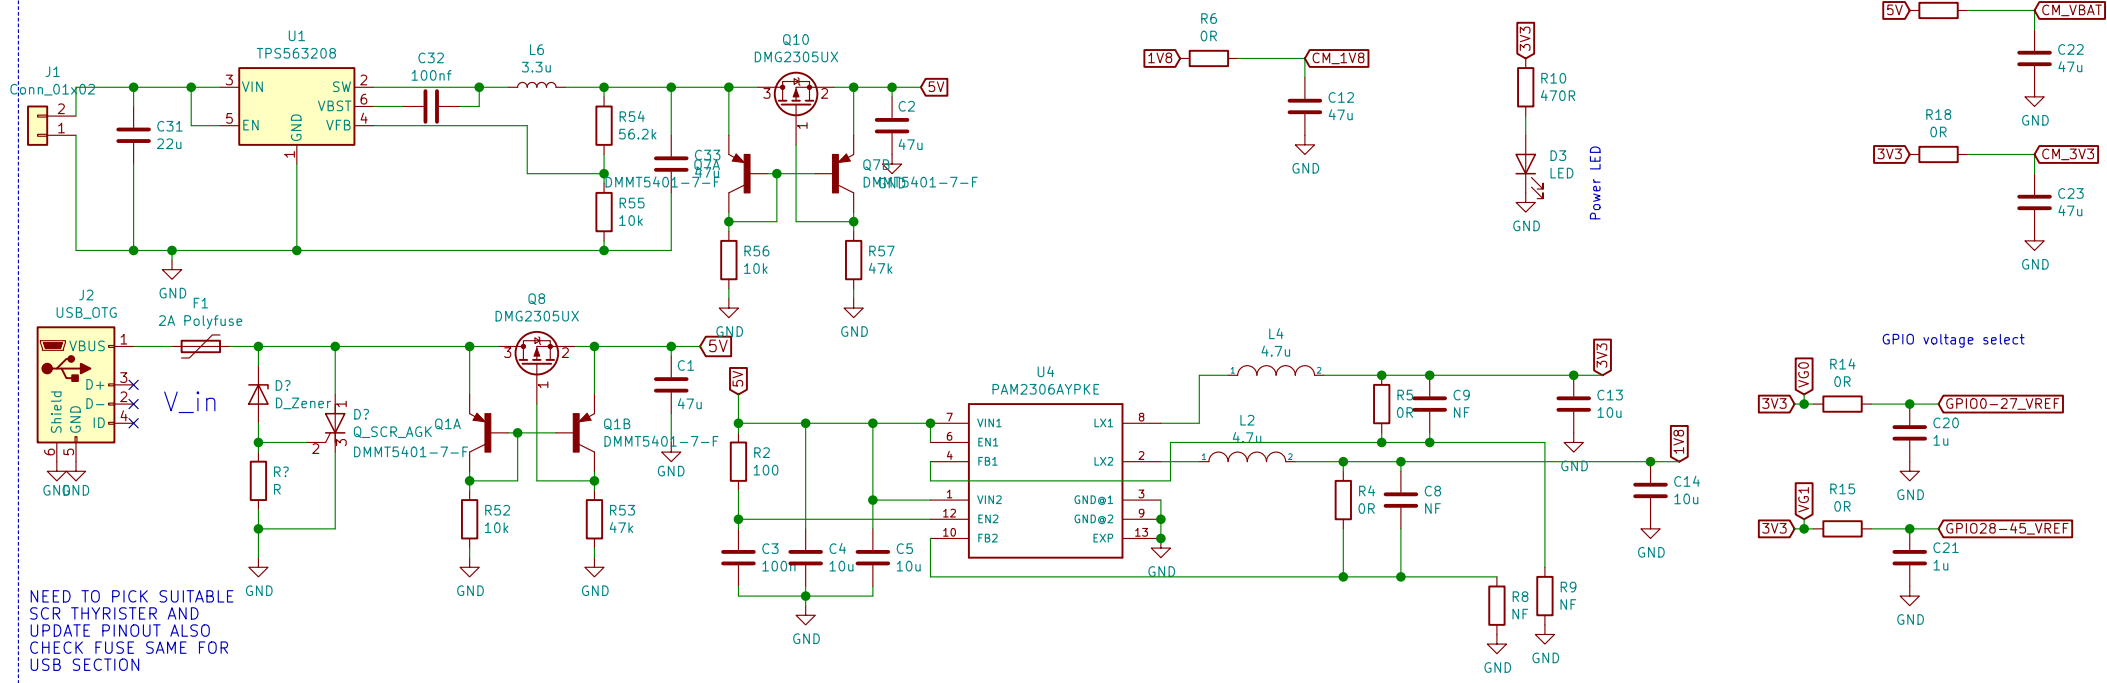 J1
Conn_01x02
2
1
C31
22u
U1
TPS563208
3
VIN
SW
2
VBST
6
5
EN
VFB
4
GND
1
C32
100nf
L6
3.3u
R54
56.2k
R55
10k
C33
47u
Q7A
DMMT5401-7-F
Q10
DMG2305UX
3
2
1
Q7B
DMMT5401-7-F
C2
47u
GND
5V
R56
10k
GND
R57
47k
GND
GND
R6
0R
1V8
CM_1V8
C12
47u
GND
3V3
R10
470R
D3
LED
GND
Power LED
5V
CM_VBAT
C22
47u
GND
R18
0R
3V3
CM_3V3
C23
47u
GND
J2
USB_OTG
VBUS
1
D+
3
D-
2
ID
4
Shield
GND
6
5
GND
GND
F1
2A Polyfuse
V_in
D?
D_Zener
D?
Q_SCR_AGK
1
3
2
R?
R
GND
Q1A
DMMT5401-7-F
Q8
DMG2305UX
3
2
1
Q1B
DMMT5401-7-F
R52
10k
GND
R53
47k
GND
C1
47u
GND
5V
5V
R2
100
C3
100n
C4
10u
C5
10u
GND
U4
PAM2306AYPKE
7
VIN1
6
EN1
4
FB1
1
VIN2
12
EN2
10
FB2
LX1
8
LX2
2
GND@1
3
GND@2
9
EXP
13
GND
L4
4.7u
1
2
L2
4.7u
1
2
R5
0R
C9
NF
C13
10u
GND
3V3
R4
0R
C8
NF
1V8
C14
10u
GND
R8
NF
GND
R9
NF
GND
GPIO voltage select
VG0
3V3
R14
0R
GPIO0-27_VREF
C20
1u
GND
VG1
3V3
R15
0R
GPIO28-45_VREF
C21
1u
GND
NEED TO PICK SUITABLE
SCR THYRISTER AND
UPDATE PINOUT ALSO
CHECK FUSE SAME FOR
USB SECTION